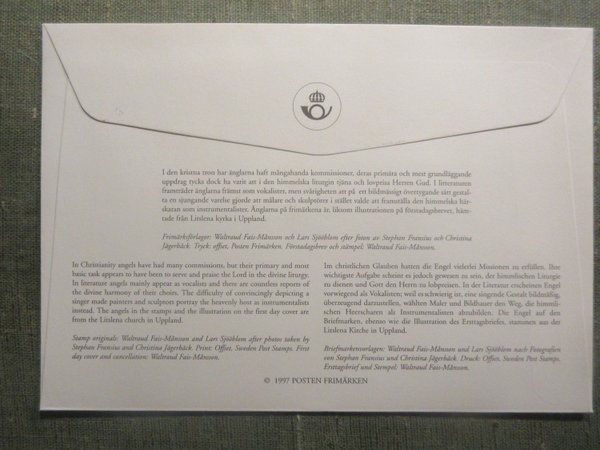 I den kristna tron har änglarna haft mångahanda kommissioner, deras primära och mest grundläggande
uppdrag tycks dock ha varit att i den himmelska liturgin tjäna och lovprisa Herren Gud. I litteraturen
framträder änglarna främst som vokalister, men svårigheten att på ett bildmässigt övertygande sätt gestal-
ta en sjungande varelse gjorde att målare och skulptörer i stället valde att framställa den himmelska här-
skaran som instrumentalister. Änglarna på frimärkena är, liksom illustrationen på förstadagsbrevet, häm-
tade från Litslena kyrka i Uppland.
Frimärksförlagor: Waltraud Fais-Månsson och Lars Sjööblom efter foton av Stephan Fransius och Christina
Jägerbäck. Tryck: offset, Posten Frimärken. Förstadagsbrev och stämpel: Waltraud Fais-Månsson.
In Christianity angels have had many commissions, but their primary and most
basic task appears to have been to serve and praise the Lord in the divine liturgy.
In literature angels mainly appear as vocalists and there are countless reports of
the divine harmony of their choirs. The difficulty of convincingly depicting a
singer made painters and sculptors portray the heavenly host as instrumentalists
instead. The angels in the stamps and the illustration on the first day cover are
from the Litslena church in Uppland.
Stamp originals: Waltraud Fais-Månsson and Lars Sjööblom after photos taken by
Stephan Fransius and Christina Jägerbäck. Print: Offset, Sweden Post Stamps. First
day cover and cancellation: Waltraud Fais-Månsson.
Im christlichen Glauben hatten die Engel vielerlei Missionen zu erfüllen. Ihre
wichtigste Aufgabe scheint es jedoch gewesen zu sein, der himmlischen Liturgie
zu dienen und Gott den Herrn zu lobpreisen. In der Literatur erscheinen Engel
vorwiegend als Vokalisten; weil es schwierig ist, eine singende Gestalt bildmäßig,
überzeugend darzustellen, wählten Maler und Bildhauer den Weg, die himmli-
schen Heerscharen als Instrumentalisten abzubilden. Die Engel auf den
Briefmarken, ebenso wie die Illustration des Ersttagsbriefes, stammen aus der
Litslena Kirche in Uppland.
Briefmarkenvorlagen: Waltraud Fais-Månsson und Lars Sjööblom nach Fotografien
von Stephan Fransius und Christina Jägerbäck. Druck: Offset, Sweden Post Stamps.
Ersttagsbrief und Stempel: Waltraud Fais-Månsson.
© 1997 POSTEN FRIMÄRKEN